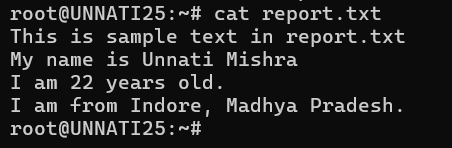 root@UNNATI25:~# cat report.txt
This is sample text in report.txt
My name is Unnati Mishra
I am 22 years old.
I am from Indore, Madhya Pradesh.
root@UNNATI25:~#